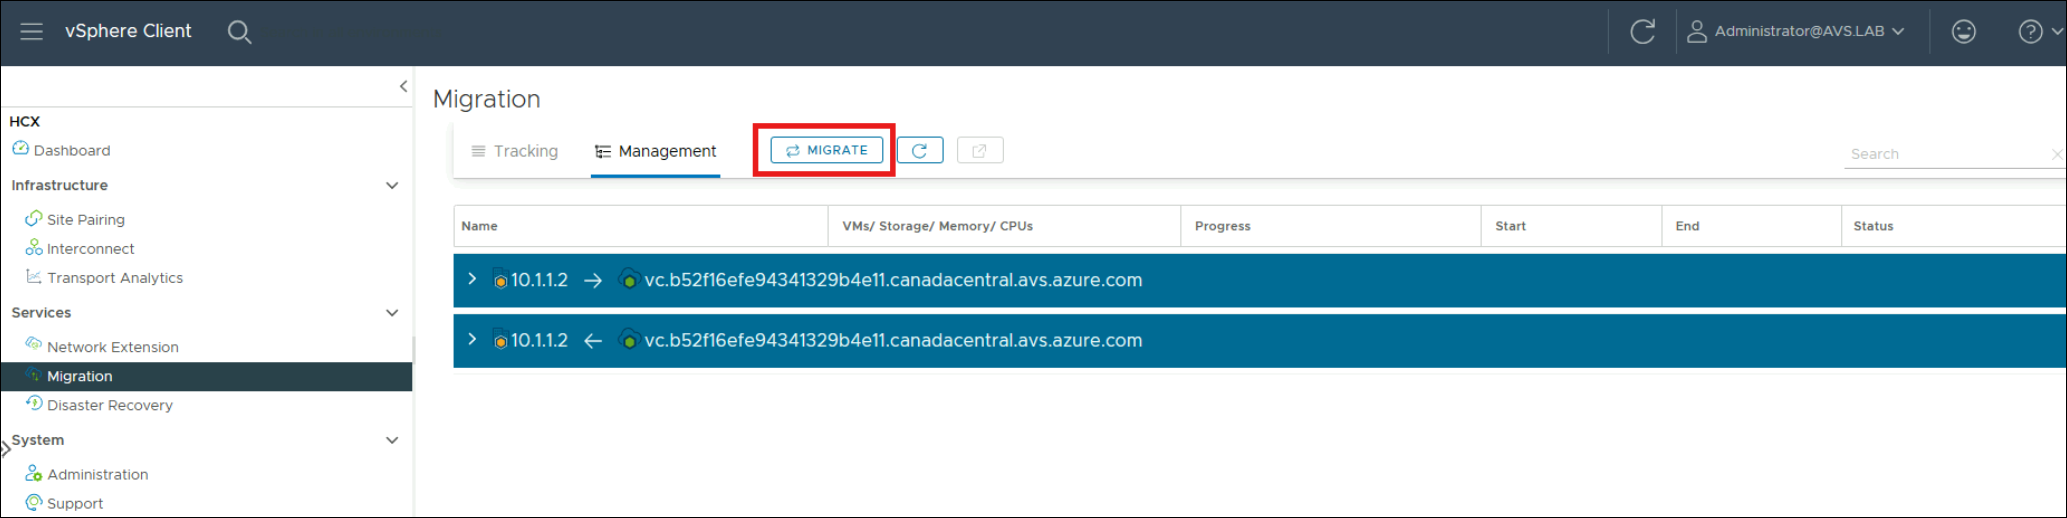 vSphere Client
Administrator@AVS.LAB
HCX
Dashboard
Infrastructure
Site Pairing
Interconnect
Transport Analytics
Services
Network Extension
Migration
Disaster Recovery
System
Administration
Support
Migration
Tracking Management MIGRATE Search
Name VMs/ Storage/ Memory/ CPUs Progress Start End Status
10.1.1.2 → vc.b52f16efe94341329b4e11.canadacentral.avs.azure.com
10.1.1.2 ← vc.b52f16efe94341329b4e11.canadacentral.avs.azure.com